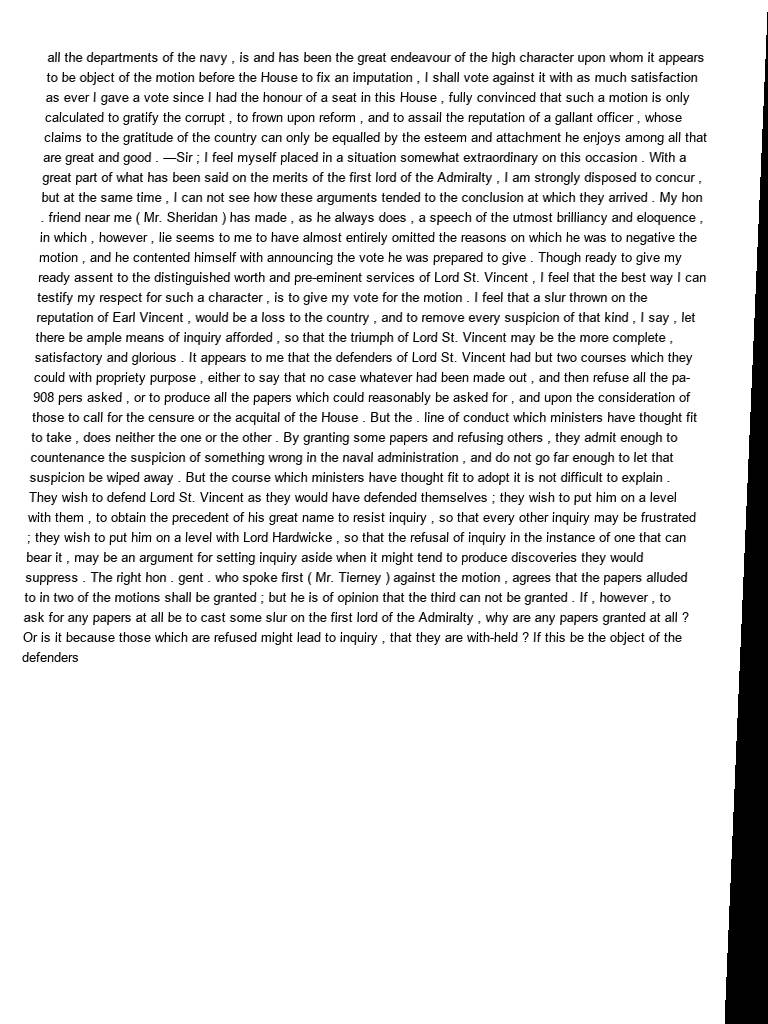 all the departments of the navy , is and has been the great endeavour of the high character upon whom it appears
to be object of the motion before the House to fix an imputation , I shall vote against it with as much satisfaction
as ever I gave a vote since I had the honour of a seat in this House , fully convinced that such a motion is only
calculated to gratify the corrupt , to frown upon reform , and to assail the reputation of a gallant officer , whose
claims to the gratitude of the country can only be equalled by the esteem and attachment he enjoys among all that
are great and good . —Sir ; I feel myself placed in a situation somewhat extraordinary on this occasion . With a
great part of what has been said on the merits of the first lord of the Admiralty , I am strongly disposed to concur ,
but at the same time , I can not see how these arguments tended to the conclusion at which they arrived . My hon
. friend near me ( Mr. Sheridan ) has made , as he always does , a speech of the utmost brilliancy and eloquence ,
in which , however , lie seems to me to have almost entirely omitted the reasons on which he was to negative the
motion , and he contented himself with announcing the vote he was prepared to give . Though ready to give my
ready assent to the distinguished worth and pre-eminent services of Lord St. Vincent , I feel that the best way I can
testify my respect for such a character , is to give my vote for the motion . I feel that a slur thrown on the
reputation of Earl Vincent , would be a loss to the country , and to remove every suspicion of that kind , I say , let
there be ample means of inquiry afforded , so that the triumph of Lord St. Vincent may be the more complete ,
satisfactory and glorious . It appears to me that the defenders of Lord St. Vincent had but two courses which they
could with propriety purpose , either to say that no case whatever had been made out , and then refuse all the pa-
908 pers asked , or to produce all the papers which could reasonably be asked for , and upon the consideration of
those to call for the censure or the acquital of the House . But the . line of conduct which ministers have thought fit
to take , does neither the one or the other . By granting some papers and refusing others , they admit enough to
countenance the suspicion of something wrong in the naval administration , and do not go far enough to let that
suspicion be wiped away . But the course which ministers have thought fit to adopt it is not difficult to explain .
They wish to defend Lord St. Vincent as they would have defended themselves ; they wish to put him on a level
with them , to obtain the precedent of his great name to resist inquiry , so that every other inquiry may be frustrated
; they wish to put him on a level with Lord Hardwicke , so that the refusal of inquiry in the instance of one that can
bear it , may be an argument for setting inquiry aside when it might tend to produce discoveries they would
suppress . The right hon . gent . who spoke first ( Mr. Tierney ) against the motion , agrees that the papers alluded
to in two of the motions shall be granted ; but he is of opinion that the third can not be granted . If , however , to
ask for any papers at all be to cast some slur on the first lord of the Admiralty , why are any papers granted at all ?
Or is it because those which are refused might lead to inquiry , that they are with-held ? If this be the object of the
defenders